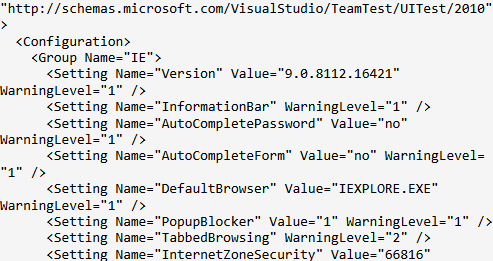 "http://schemas.microsoft.com/VisualStudio/TeamTest/UITest/2010"
>
<Configuration>
<Group Name="IE">
<Setting Name="Version" Value="9.0.8112.16421"
WarningLevel="1" />
<Setting Name="InformationBar" WarningLevel="1" />
<Setting Name="AutoCompletePassword" Value="no"
WarningLevel="1" />
<Setting Name="AutoCompleteForm" Value="no" WarningLevel=
"1" />
<Setting Name="DefaultBrowser" Value="IEXPLORE.EXE"
WarningLevel="1" />
<Setting Name="PopupBlocker" Value="1" WarningLevel="1" />
<Setting Name="TabbedBrowsing" WarningLevel="2" />
<Setting Name="InternetZoneSecurity" Value="66816"